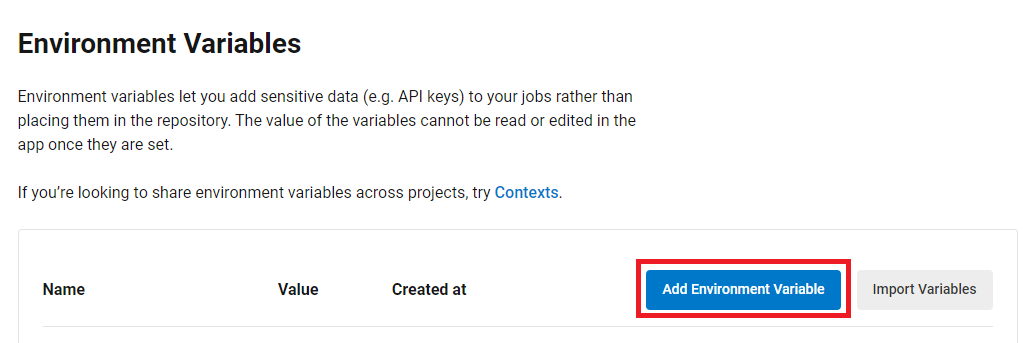 Environment Variables
Environment variables let you add sensitive data (e.g. API keys) to your jobs rather than
placing them in the repository. The value of the variables cannot be read or edited in the
app once they are set.
If you’re looking to share environment variables across projects, try Contexts.
Name Value Created at Add Environment Variable Import Variables